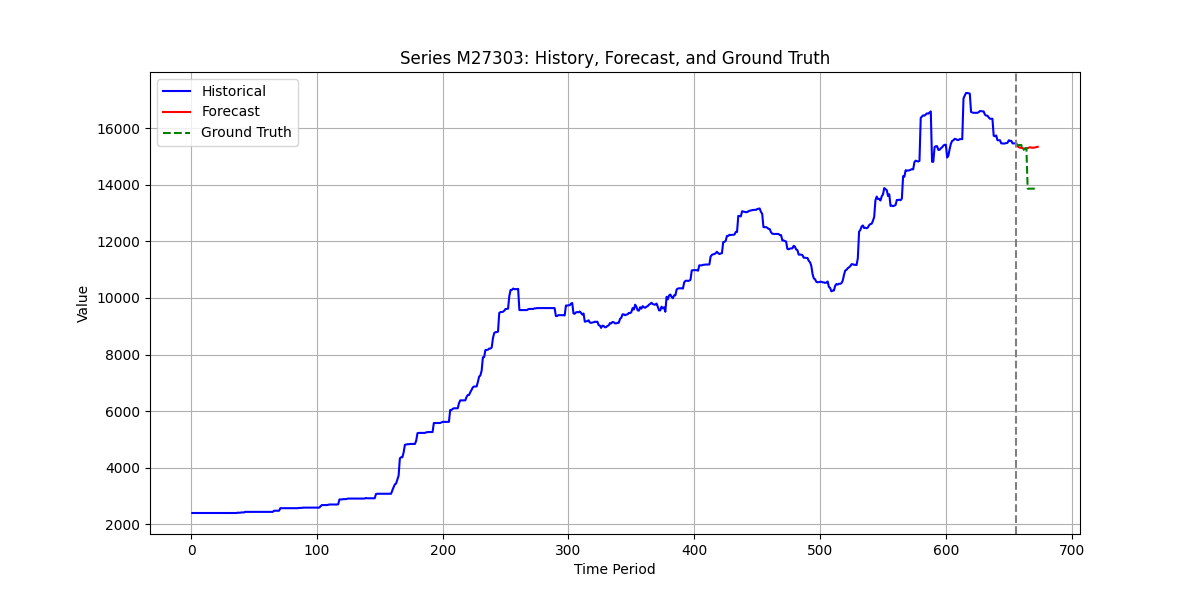 Series M27303: History, Forecast, and Ground Truth
Historical
Forecast
Ground Truth
16000
14000
12000
10000
8000
6000
4000
2000
Value
0 100 200 300 400 500 600 700
Time Period